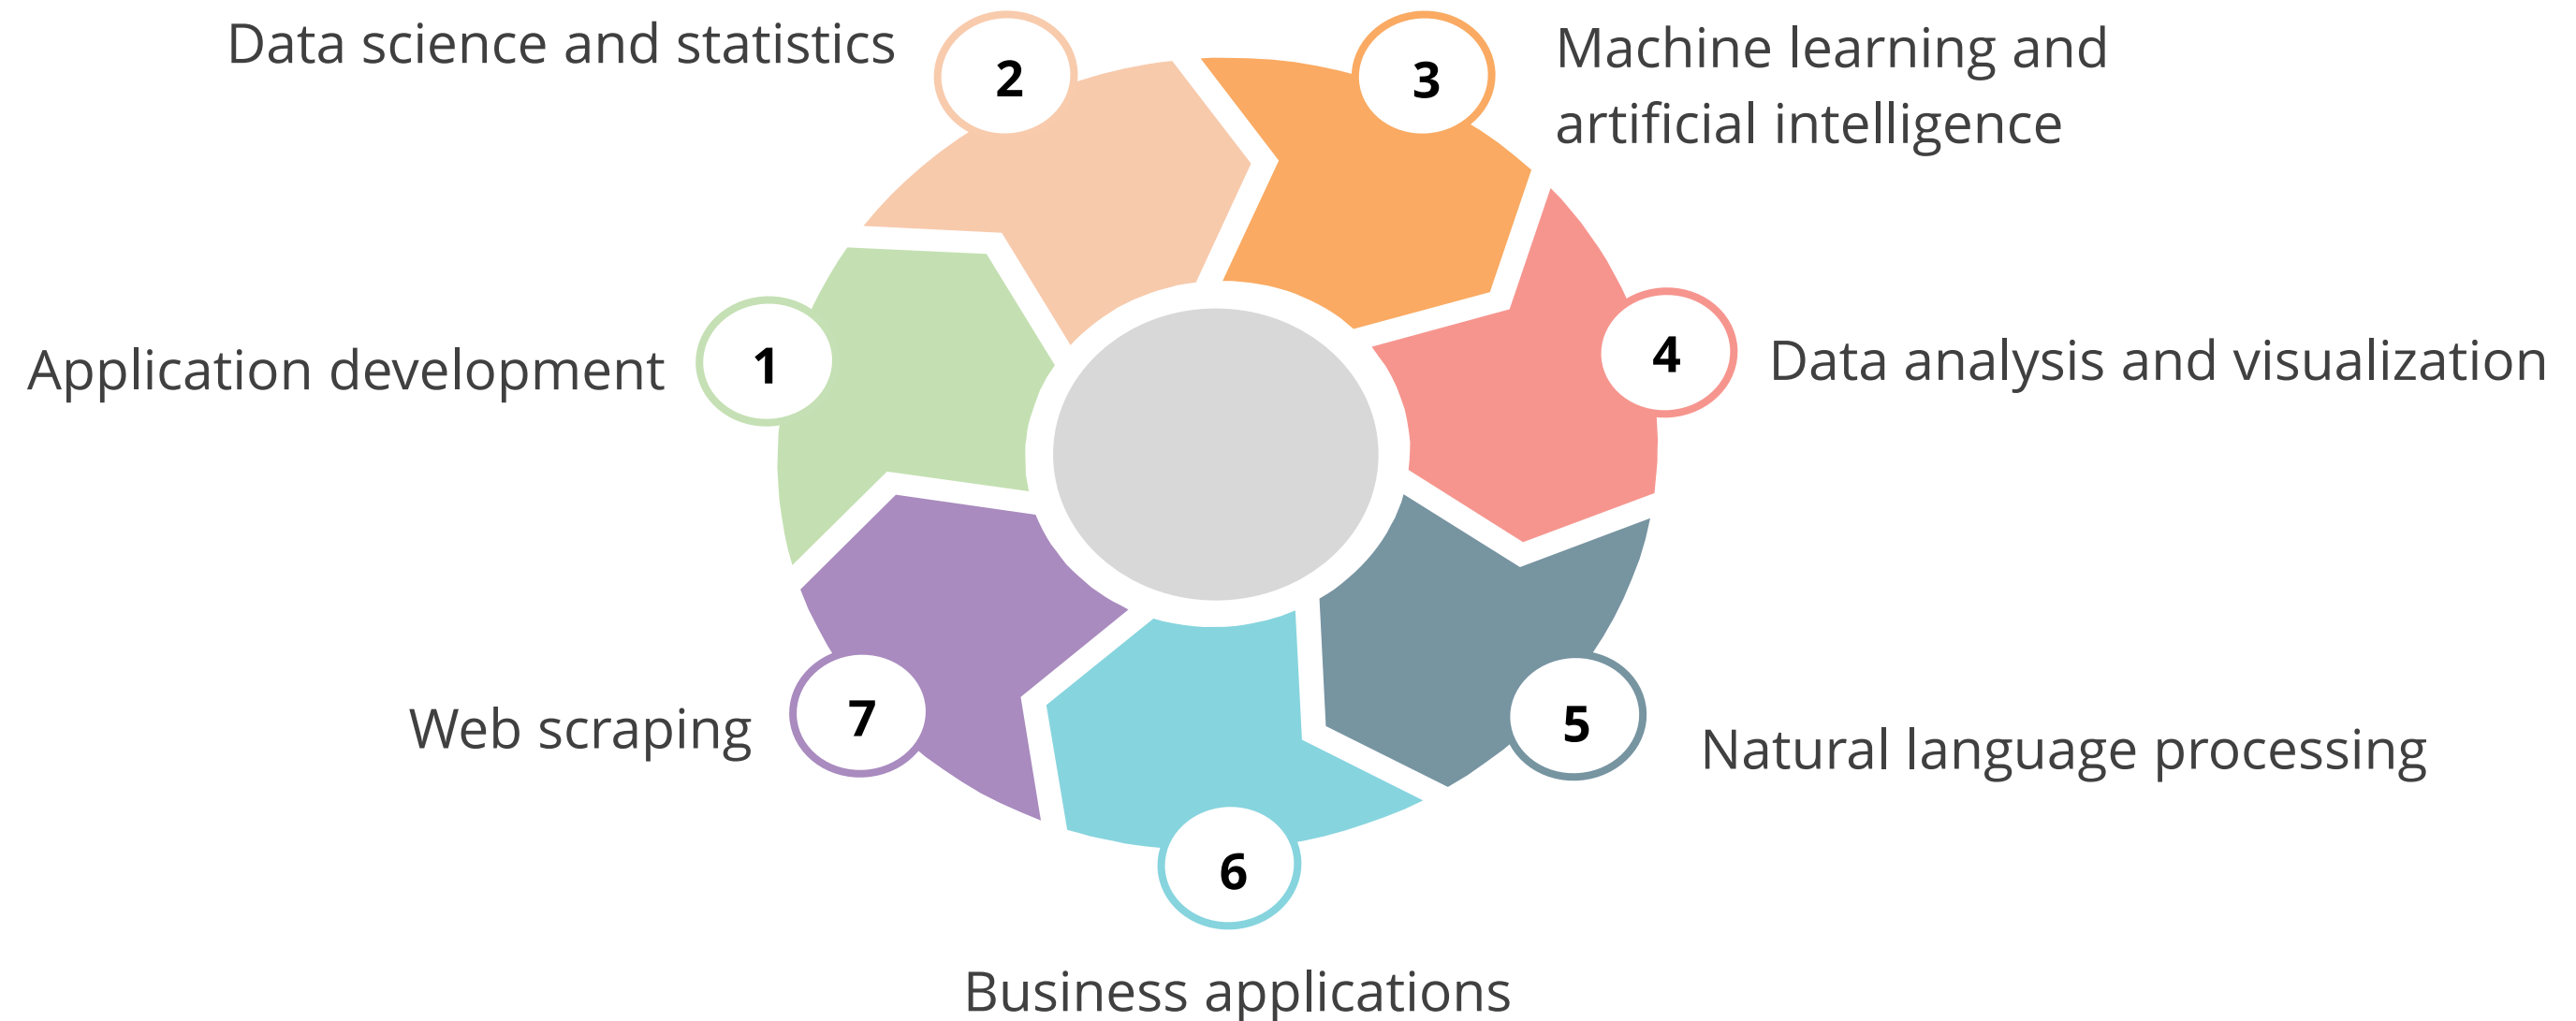 1
Application development
2
Data science and statistics
3
Machine learning and
artificial intelligence
4
Data analysis and visualization
5
Natural language processing
6
Business applications
7
Web scraping